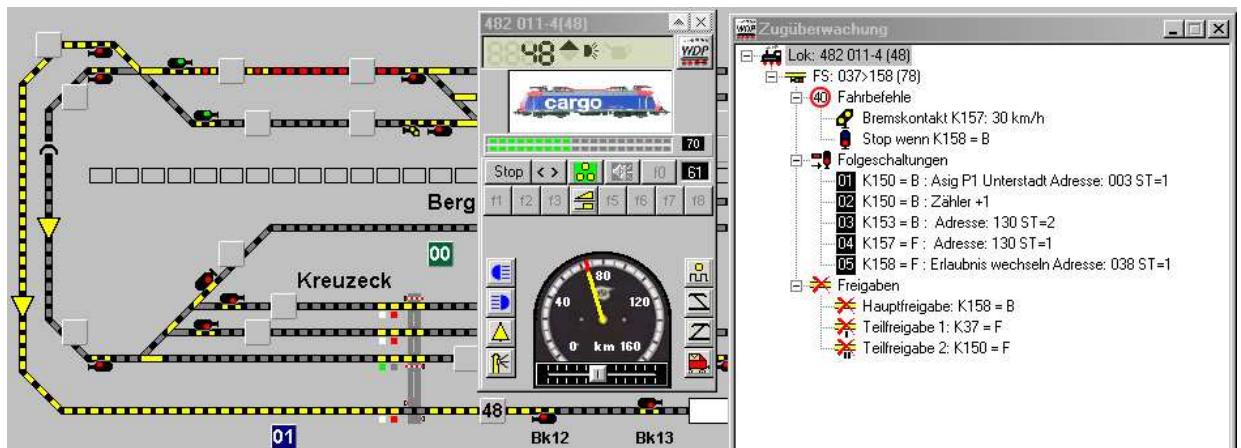 482 011-4(48)
48
WDP
cargo
70
Stop < > f0 61
f1 f2 f3 f5 f6 f7 f8
40 80 120
0 km 160
Berg
00
Kreuzeck
01
48
Bk12
Bk13
WDP Zugüberwachung
Lok: 482 011-4 (48)
FS: 037>158 (78)
40 Fahrbefehle
Bremskontakt K157: 30 km/h
Stop wenn K158 = B
Folgeschaltungen
01 K150 = B : Asig P1 Unterstadt Adresse: 003 ST=1
02 K150 = B : Zähler +1
03 K153 = B : Adresse: 130 ST=2
04 K157 = F : Adresse: 130 ST=1
05 K158 = F : Erlaubnis wechseln Adresse: 038 ST=1
Freigaben
Hauptfreigabe: K158 = B
Teilfreigabe 1: K37 = F
Teilfreigabe 2: K150 = F